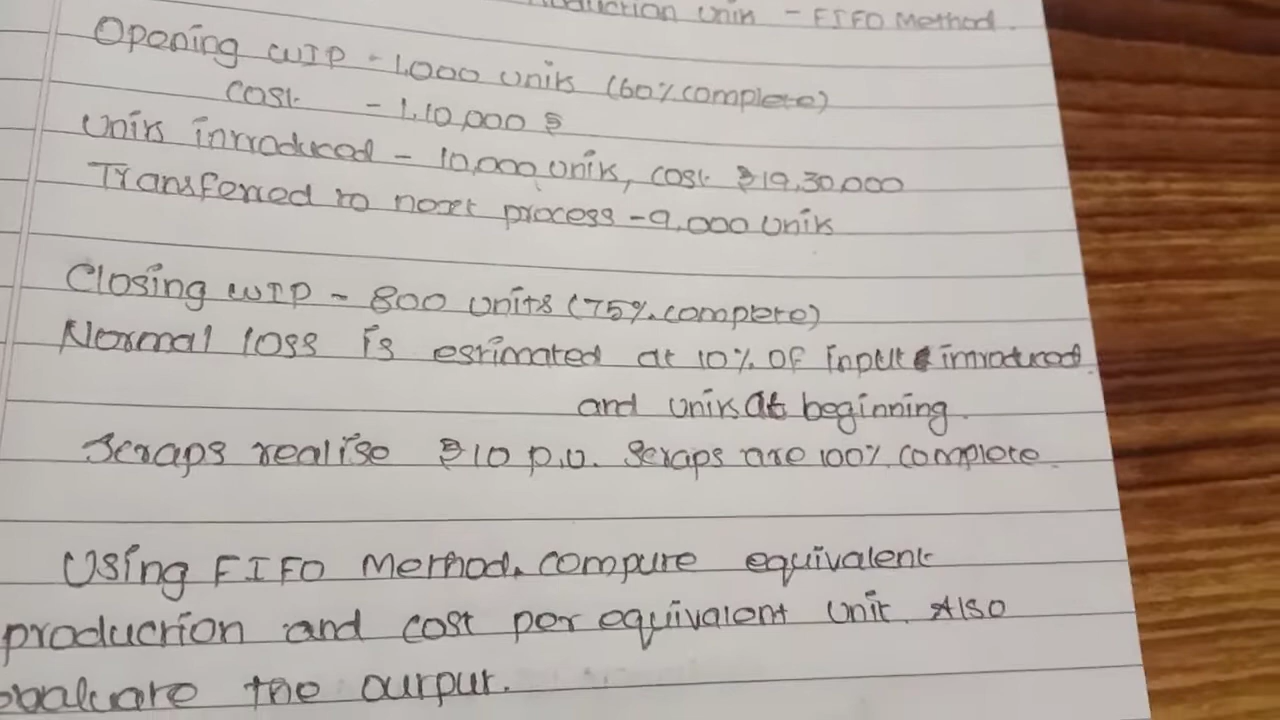 Unit - FIFO Method.
Opening WIP - 1,000 units (60% complete)
Cost - 1,10,000 $
Units introduced - 10,000 units, cost $19,30,000
Transferred to next process - 9,000 units
Closing WIP - 800 units (75% complete)
Normal loss is estimated at 10% of input introduced
and units at beginning.
Scraps realise $10 p.u. Scraps are 100% complete.
Using FIFO Method, compute equivalent
production and cost per equivalent unit. Also
evaluate the output.